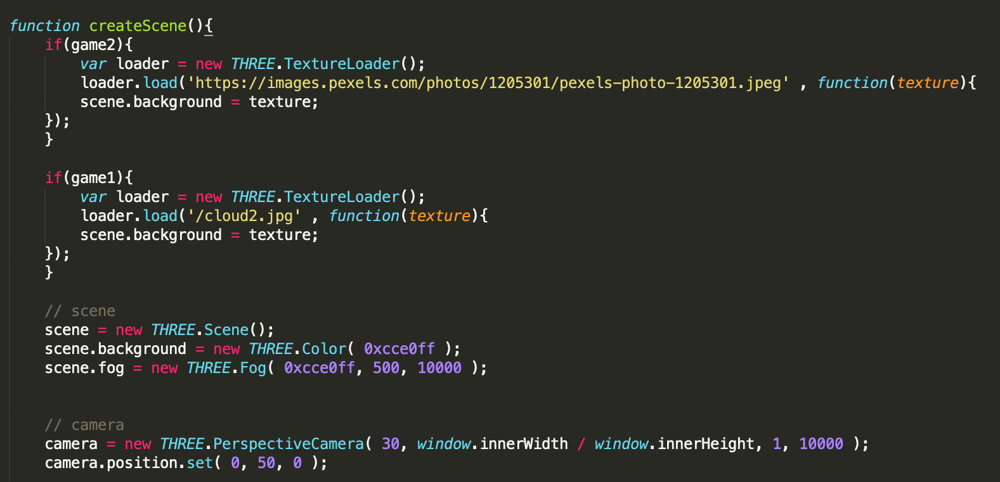 function createScene(){
    if(game2){
        var loader = new THREE.TextureLoader();
        loader.load('https://images.pexels.com/photos/1205301/pexels-photo-1205301.jpeg' , function(texture){
        scene.background = texture;
    });
    }

    if(game1){
        var loader = new THREE.TextureLoader();
        loader.load('/cloud2.jpg' , function(texture){
        scene.background = texture;
    });
    }

    // scene
    scene = new THREE.Scene();
    scene.background = new THREE.Color( 0xcce0ff );
    scene.fog = new THREE.Fog( 0xcce0ff, 500, 10000 );


    // camera
    camera = new THREE.PerspectiveCamera( 30, window.innerWidth / window.innerHeight, 1, 10000 );
    camera.position.set( 0, 50, 0 );